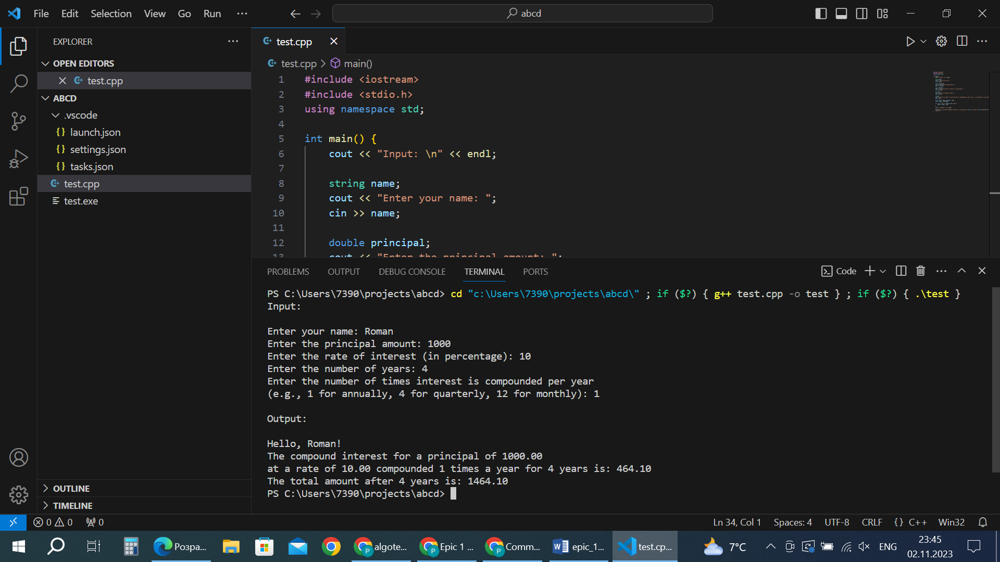 File Edit Selection View Go Run ···
abcd
EXPLORER ···
OPEN EDITORS
test.cpp
ABCD
.vscode
{} launch.json
{} settings.json
{} tasks.json
test.cpp
test.exe
OUTLINE
TIMELINE
test.cpp
test.cpp > main()
1 #include <iostream>
2 #include <stdio.h>
3 using namespace std;
4
5 int main() {
6 cout << "Input: \n" << endl;
7
8 string name;
9 cout << "Enter your name: ";
10 cin >> name;
11
12 double principal;
13 cout << "Enter the principal amount: ";
PROBLEMS OUTPUT DEBUG CONSOLE TERMINAL PORTS
Code
PS C:\Users\7390\projects\abcd> cd "c:\Users\7390\projects\abcd\" ; if ($?) { g++ test.cpp -o test } ; if ($?) { .\test }
Input:
Enter your name: Roman
Enter the principal amount: 1000
Enter the rate of interest (in percentage): 10
Enter the number of years: 4
Enter the number of times interest is compounded per year
(e.g., 1 for annually, 4 for quarterly, 12 for monthly): 1
Output:
Hello, Roman!
The compound interest for a principal of 1000.00
at a rate of 10.00 compounded 1 times a year for 4 years is: 464.10
The total amount after 4 years is: 1464.10
PS C:\Users\7390\projects\abcd>
0 0 0
Ln 34, Col 1 Spaces: 4 UTF-8 CRLF {} C++ Win32
Розра... algote... Epic 1 ... Comm... epic_1... test.cp... 7°C ENG
23:45
02.11.2023